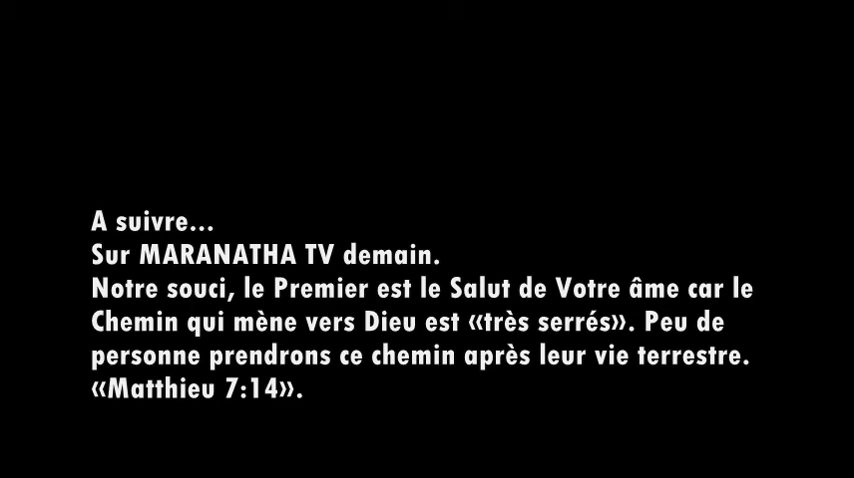 A suivre...
Sur MARANATHA TV demain.
Notre souci, le Premier est le Salut de Votre âme car le
Chemin qui mène vers Dieu est «très serrés». Peu de
personne prendrons ce chemin après leur vie terrestre.
«Matthieu 7:14».